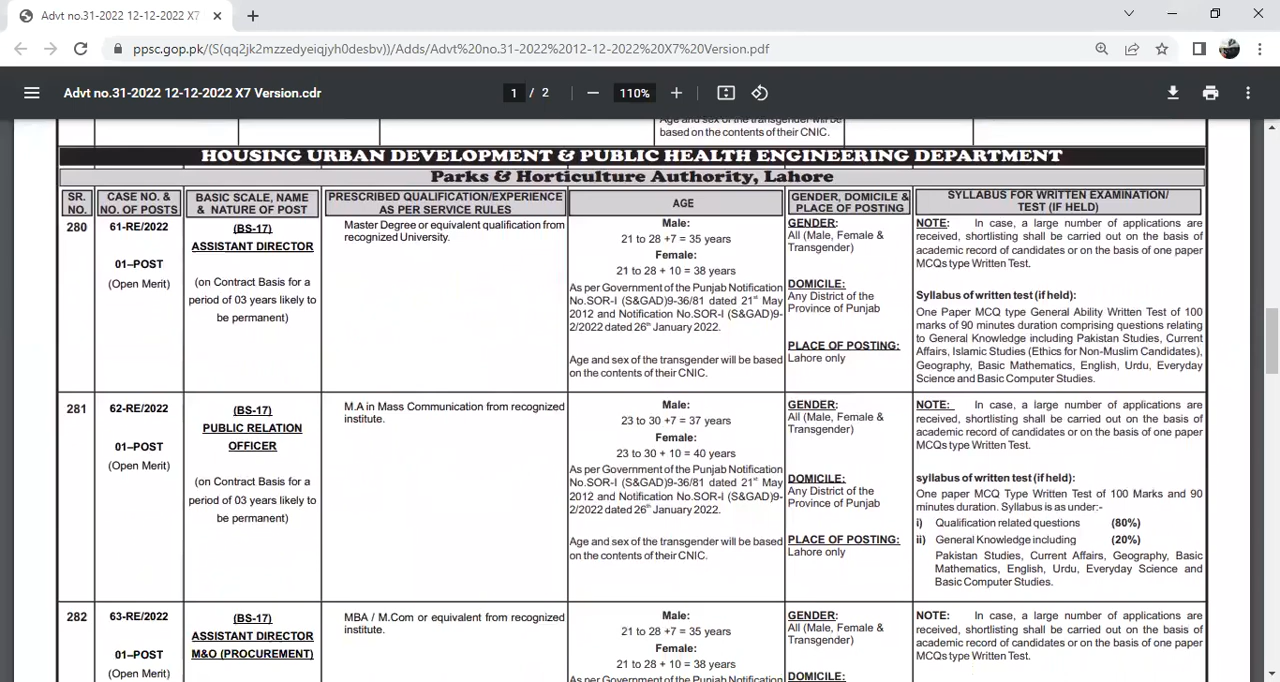 Advt no.31-2022 12-12-2022 X7
ppsc.gop.pk/(S(qq2jk2mzzedyeiqjyh0desbv))/Adds/Advt%20no.31-2022%2012-12-2022%20X7%20Version.pdf
Advt no.31-2022 12-12-2022 X7 Version.cdr
1 / 2
110%
Age and sex of the transgender will be
based on the contents of their CNIC.
HOUSING URBAN DEVELOPMENT & PUBLIC HEALTH ENGINEERING DEPARTMENT
Parks & Horticulture Authority, Lahore
SR. NO.
CASE NO. & NO. OF POSTS
BASIC SCALE, NAME & NATURE OF POST
PRESCRIBED QUALIFICATION/EXPERIENCE AS PER SERVICE RULES
AGE
GENDER, DOMICILE & PLACE OF POSTING
SYLLABUS FOR WRITTEN EXAMINATION/ TEST (IF HELD)
280
61-RE/2022
01–POST
(Open Merit)
(BS-17)
ASSISTANT DIRECTOR
(on Contract Basis for a
period of 03 years likely to
be permanent)
Master Degree or equivalent qualification from
recognized University.
Male:
21 to 28 +7 = 35 years
Female:
21 to 28 + 10 = 38 years
As per Government of the Punjab Notification
No.SOR-I (S&GAD)9-36/81 dated 21st May
2012 and Notification No.SOR-I (S&GAD)9-
2/2022 dated 26th January 2022.
Age and sex of the transgender will be based
on the contents of their CNIC.
GENDER:
All (Male, Female &
Transgender)
DOMICILE:
Any District of the
Province of Punjab
PLACE OF POSTING:
Lahore only
NOTE: In case, a large number of applications are
received, shortlisting shall be carried out on the basis of
academic record of candidates or on the basis of one paper
MCQs type Written Test.
Syllabus of written test (if held):
One Paper MCQ type General Ability Written Test of 100
marks of 90 minutes duration comprising questions relating
to General Knowledge including Pakistan Studies, Current
Affairs, Islamic Studies (Ethics for Non-Muslim Candidates),
Geography, Basic Mathematics, English, Urdu, Everyday
Science and Basic Computer Studies.
281
62-RE/2022
01–POST
(Open Merit)
(BS-17)
PUBLIC RELATION
OFFICER
(on Contract Basis for a
period of 03 years likely to
be permanent)
M.A in Mass Communication from recognized
institute.
Male:
23 to 30 +7 = 37 years
Female:
23 to 30 + 10 = 40 years
As per Government of the Punjab Notification
No.SOR-I (S&GAD)9-36/81 dated 21st May
2012 and Notification No.SOR-I (S&GAD)9-
2/2022 dated 26th January 2022.
Age and sex of the transgender will be based
on the contents of their CNIC.
GENDER:
All (Male, Female &
Transgender)
DOMICILE:
Any District of the
Province of Punjab
PLACE OF POSTING:
Lahore only
NOTE: In case, a large number of applications are
received, shortlisting shall be carried out on the basis of
academic record of candidates or on the basis of one paper
MCQs type Written Test.
syllabus of written test (if held):
One paper MCQ Type Written Test of 100 Marks and 90
minutes duration. Syllabus is as under:-
i) Qualification related questions (80%)
ii) General Knowledge including (20%)
Pakistan Studies, Current Affairs, Geography, Basic
Mathematics, English, Urdu, Everyday Science and
Basic Computer Studies.
282
63-RE/2022
01–POST
(Open Merit)
(BS-17)
ASSISTANT DIRECTOR
M&O (PROCUREMENT)
MBA / M.Com or equivalent from recognized
institute.
Male:
21 to 28 +7 = 35 years
Female:
21 to 28 + 10 = 38 years
As per Government of the Punjab Notification
GENDER:
All (Male, Female &
Transgender)
DOMICILE:
NOTE: In case, a large number of applications are
received, shortlisting shall be carried out on the basis of
academic record of candidates or on the basis of one paper
MCQs type Written Test.